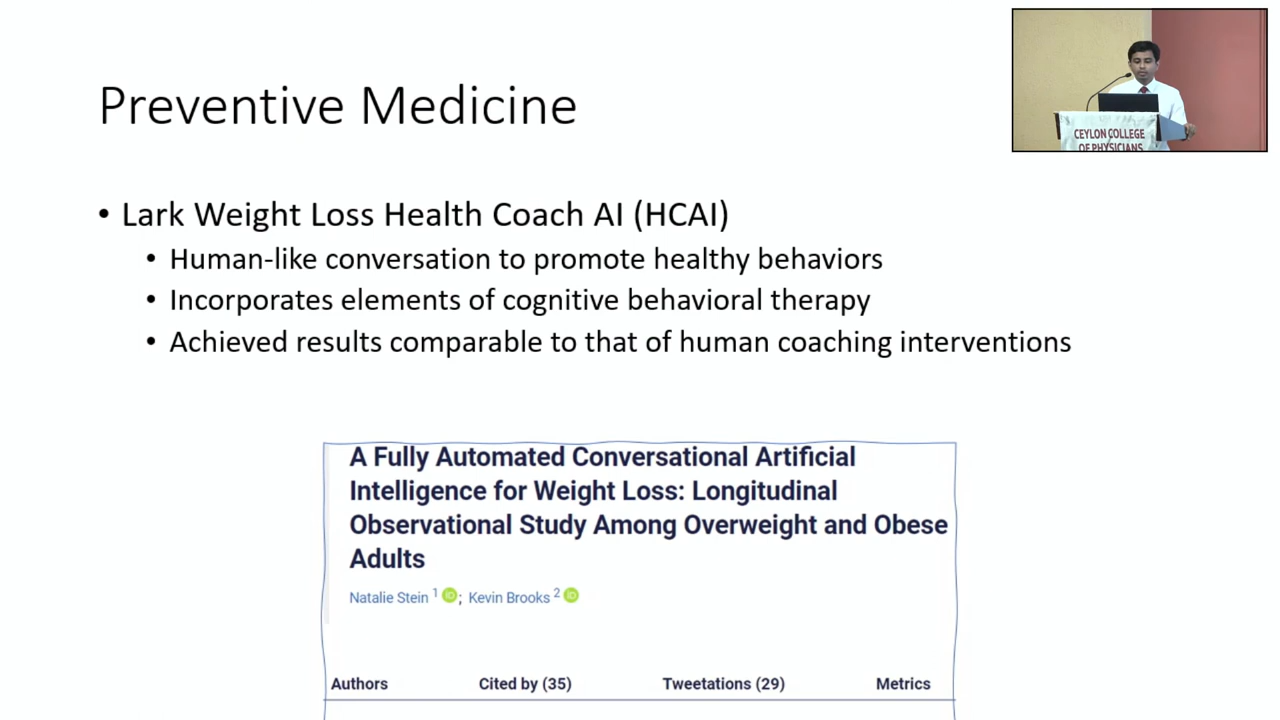 Preventive Medicine
CEYLON COLLEGE
OF PHYSICIANS
• Lark Weight Loss Health Coach AI (HCAI)
• Human-like conversation to promote healthy behaviors
• Incorporates elements of cognitive behavioral therapy
• Achieved results comparable to that of human coaching interventions
A Fully Automated Conversational Artificial
Intelligence for Weight Loss: Longitudinal
Observational Study Among Overweight and Obese
Adults
Natalie Stein 1 iD ; Kevin Brooks 2 iD
Authors Cited by (35) Tweetations (29) Metrics